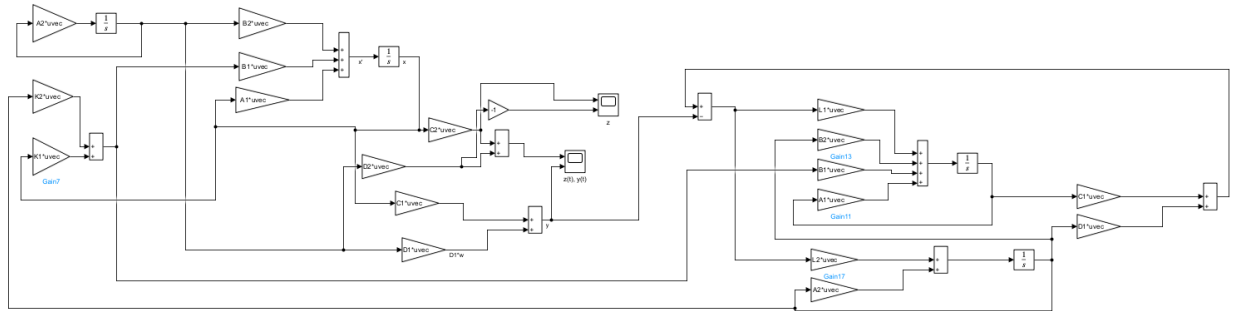 A2*uvec
1
s
B2*uvec
B1*uvec
A1*uvec
x'
1
s
x
K2*uvec
K1*uvec
Gain7
C2*uvec
-1
z
D2*uvec
z(t), y(t)
C1*uvec
y
D1*uvec
D1*w
L1*uvec
B2*uvec
Gain13
B1*uvec
A1*uvec
Gain11
1
s
C1*uvec
D1*uvec
L2*uvec
Gain17
A2*uvec
1
s